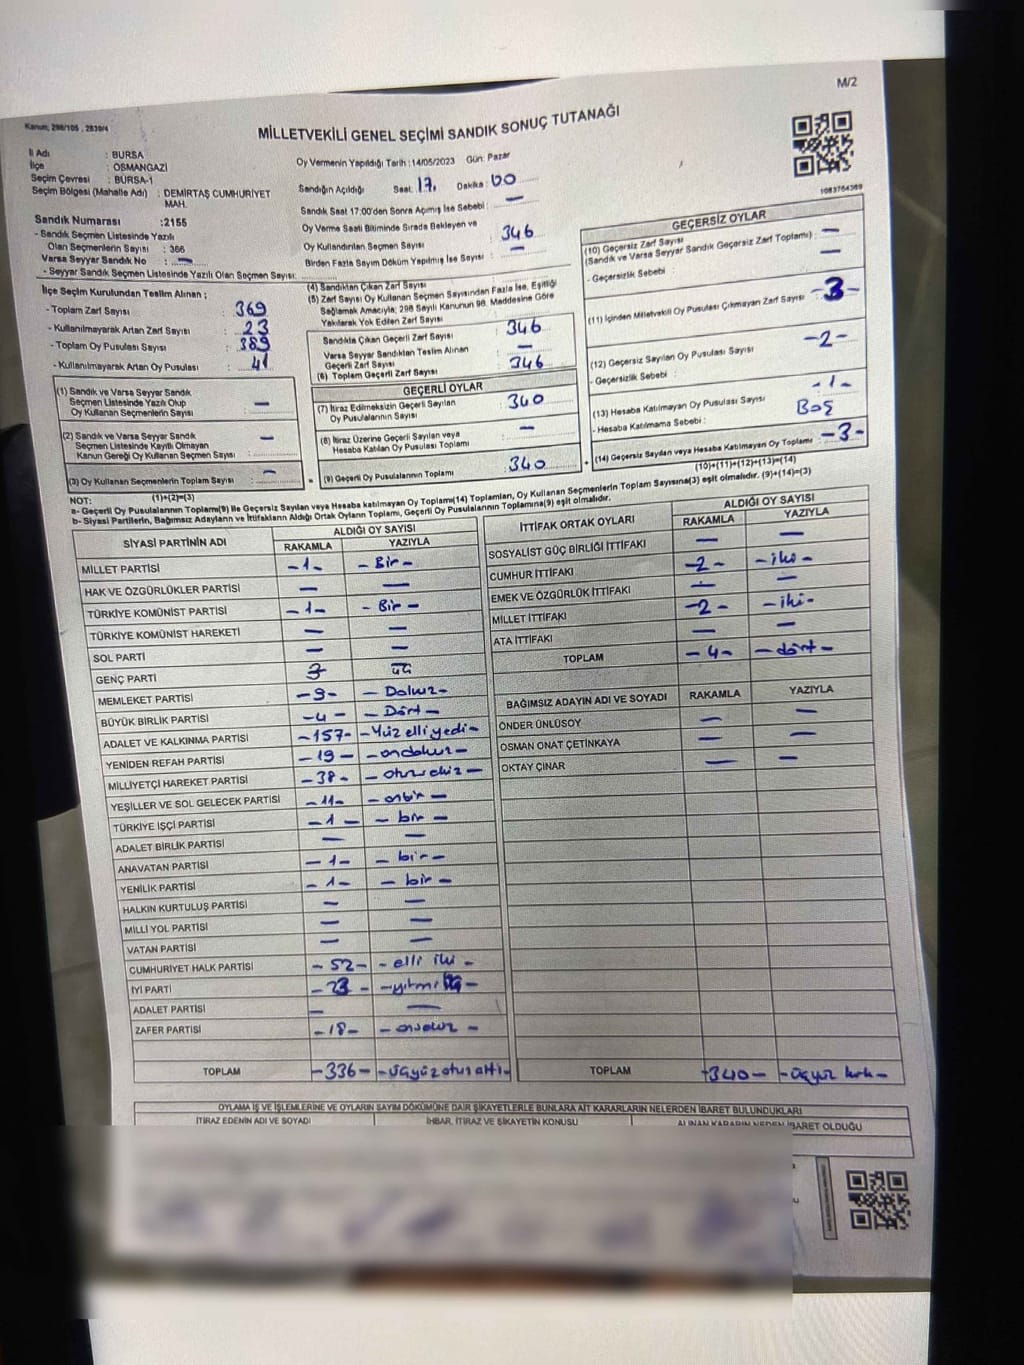 M/2
Kanun; 298/105 , 2839/4
MİLLETVEKİLİ GENEL SEÇİMİ SANDIK SONUÇ TUTANAĞI
İl Adı : BURSA
İlçe : OSMANGAZİ
Seçim Çevresi : BURSA-1
Seçim Bölgesi (Mahalle Adı) : DEMİRTAŞ CUMHURİYET MAH.
Sandık Numarası :2155
- Sandık Seçmen Listesinde Yazılı
Olan Seçmenlerin Sayısı : 366
Varsa Seyyar Sandık No : —
- Seyyar Sandık Seçmen Listesinde Yazılı Olan Seçmen Sayısı:
Oy Vermenin Yapıldığı Tarih :14/05/2023 Gün: Pazar
Sandığın Açıldığı Saat: 17, Dakika: 00
Sandık Saat 17:00'den Sonra Açımış İse Sebebi : —
Oy Verme Saati Bitiminde Sırada Bekleyen ve
Oy Kullandırılan Seçmen Sayısı : 346
Birden Fazla Sayım Döküm Yapılmış İse Sayısı : —
1083764369
İlçe Seçim Kurulundan Teslim Alınan ;
- Toplam Zarf Sayısı : 369
- Kullanılmayarak Artan Zarf Sayısı : 23
- Toplam Oy Pusulası Sayısı : 389
- Kullanılmayarak Artan Oy Pusulası : 41
(1) Sandık ve Varsa Seyyar Sandık
Seçmen Listesinde Yazılı Olup
Oy Kullanan Seçmenlerin Sayısı : —
(2) Sandık ve Varsa Seyyar Sandık
Seçmen Listesinde Kayıtlı Olmayan
Kanun Gereği Oy Kullanan Seçmen Sayısı : —
(3) Oy Kullanan Seçmenlerin Toplam Sayısı : —
(1)+(2)=(3)
(4) Sandıktan Çıkan Zarf Sayısı :
(5) Zarf Sayısı Oy Kullanan Seçmen Sayısından Fazla İse, Eşitliği
Sağlamak Amacıyla; 298 Sayılı Kanunun 98. Maddesine Göre
Yakılarak Yok Edilen Zarf Sayısı
Sandıkta Çıkan Geçerli Zarf Sayısı : 346
Varsa Seyyar Sandıktan Teslim Alınan
Geçerli Zarf Sayısı : —
(6) Toplam Geçerli Zarf Sayısı : 346
GEÇERLİ OYLAR
(7) İtiraz Edilmeksizin Geçerli Sayılan
Oy Pusulalarının Sayısı : 340
(8) İtiraz Üzerine Geçerli Sayılan veya
Hesaba Katılan Oy Pusulası Toplamı : —
(9) Geçerli Oy Pusulalarının Toplamı : 340
GEÇERSİZ OYLAR
(10) Geçersiz Zarf Sayısı : —
(Sandık ve Varsa Seyyar Sandık Geçersiz Zarf Toplamı) : —
- Geçersizlik Sebebi :
(11) İçinden Milletvekili Oy Pusulası Çıkmayan Zarf Sayısı : -3-
(12) Geçersiz Sayılan Oy Pusulası Sayısı : -2-
- Geçersizlik Sebebi :
(13) Hesaba Katılmayan Oy Pusulası Sayısı : -1-
- Hesaba Katılmama Sebebi : Boş
(14) Geçersiz Sayılan veya Hesaba Katılmayan Oy Toplamı : -3-
(10)+(11)+(12)+(13)=(14)
NOT:
a- Geçerli Oy Pusulalarının Toplamı(9) İle Geçersiz Sayılan veya Hesaba katılmayan Oy Toplamı(14) Toplamları, Oy Kullanan Seçmenlerin Toplam Sayısına(3) eşit olmalıdır. (9)+(14)=(3)
b- Siyasi Partilerin, Bağımsız Adayların ve İttifakların Aldığı Ortak Oyların Toplamı, Geçerli Oy Pusulalarının Toplamına(9) eşit olmalıdır.
SİYASİ PARTİNİN ADI ALDIĞI OY SAYISI
RAKAMLA YAZIYLA
MİLLET PARTİSİ -1- - Bir -
HAK VE ÖZGÜRLÜKLER PARTİSİ — —
TÜRKİYE KOMÜNİST PARTİSİ -1- - Bir -
TÜRKİYE KOMÜNİST HAREKETİ — —
SOL PARTİ — —
GENÇ PARTİ 3 üç
MEMLEKET PARTİSİ -9- - Dokuz -
BÜYÜK BİRLİK PARTİSİ -4- - Dört -
ADALET VE KALKINMA PARTİSİ -157- - Yüz elli yedi -
YENİDEN REFAH PARTİSİ -19- - ondokuz -
MİLLİYETÇİ HAREKET PARTİSİ -38- - otuz sekiz -
YEŞİLLER VE SOL GELECEK PARTİSİ -11- - onbir -
TÜRKİYE İŞÇİ PARTİSİ -1- - bir -
ADALET BİRLİK PARTİSİ — —
ANAVATAN PARTİSİ -1- - bir -
YENİLİK PARTİSİ -1- - bir -
HALKIN KURTULUŞ PARTİSİ — —
MİLLİ YOL PARTİSİ — —
VATAN PARTİSİ — —
CUMHURİYET HALK PARTİSİ -52- - elli iki -
İYİ PARTİ -23- - yirmi üç -
ADALET PARTİSİ — —
ZAFER PARTİSİ -18- - onsekiz -
TOPLAM -336- - üçyüz otuz altı -
İTTİFAK ORTAK OYLARI ALDIĞI OY SAYISI
RAKAMLA YAZIYLA
SOSYALİST GÜÇ BİRLİĞİ İTTİFAKI — —
CUMHUR İTTİFAKI -2- - iki -
EMEK VE ÖZGÜRLÜK İTTİFAKI — —
MİLLET İTTİFAKI -2- - iki -
ATA İTTİFAKI — —
TOPLAM -4- - dört -
BAĞIMSIZ ADAYIN ADI VE SOYADI RAKAMLA YAZIYLA
ÖNDER ÜNLÜSOY — —
OSMAN ONAT ÇETİNKAYA — —
OKTAY ÇINAR — —
TOPLAM -340- - üçyüz kırk -
OYLAMA İŞ VE İŞLEMLERİNE VE OYLARIN SAYIM DÖKÜMÜNE DAİR ŞİKAYETLERLE BUNLARA AİT KARARLARIN NELERDEN İBARET BULUNDUKLARI
İTİRAZ EDENİN ADI VE SOYADI İHBAR, İTİRAZ VE ŞİKAYETİN KONUSU ALINAN KARARIN NEDEN İBARET OLDUĞU